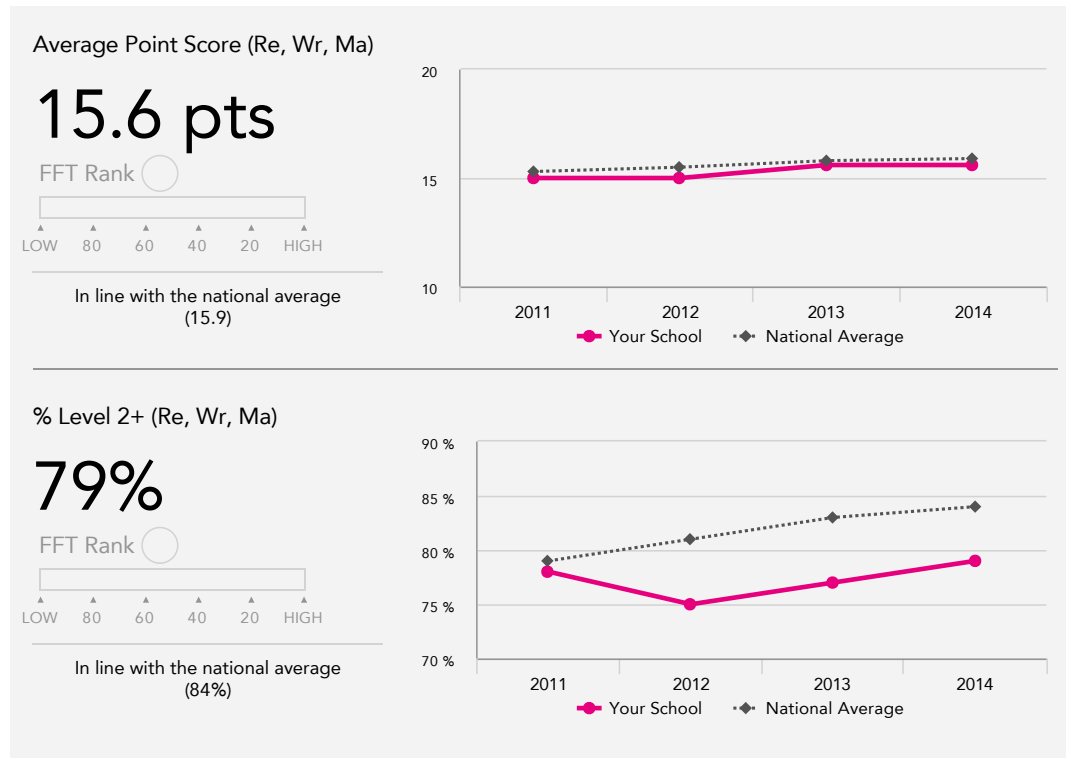 Average Point Score (Re, Wr, Ma)
15.6 pts
FFT Rank
LOW 80 60 40 20 HIGH
In line with the national average
(15.9)
20
15
10
2011 2012 2013 2014
Your School National Average
% Level 2+ (Re, Wr, Ma)
79%
FFT Rank
LOW 80 60 40 20 HIGH
In line with the national average
(84%)
90 %
85 %
80 %
75 %
70 %
2011 2012 2013 2014
Your School National Average